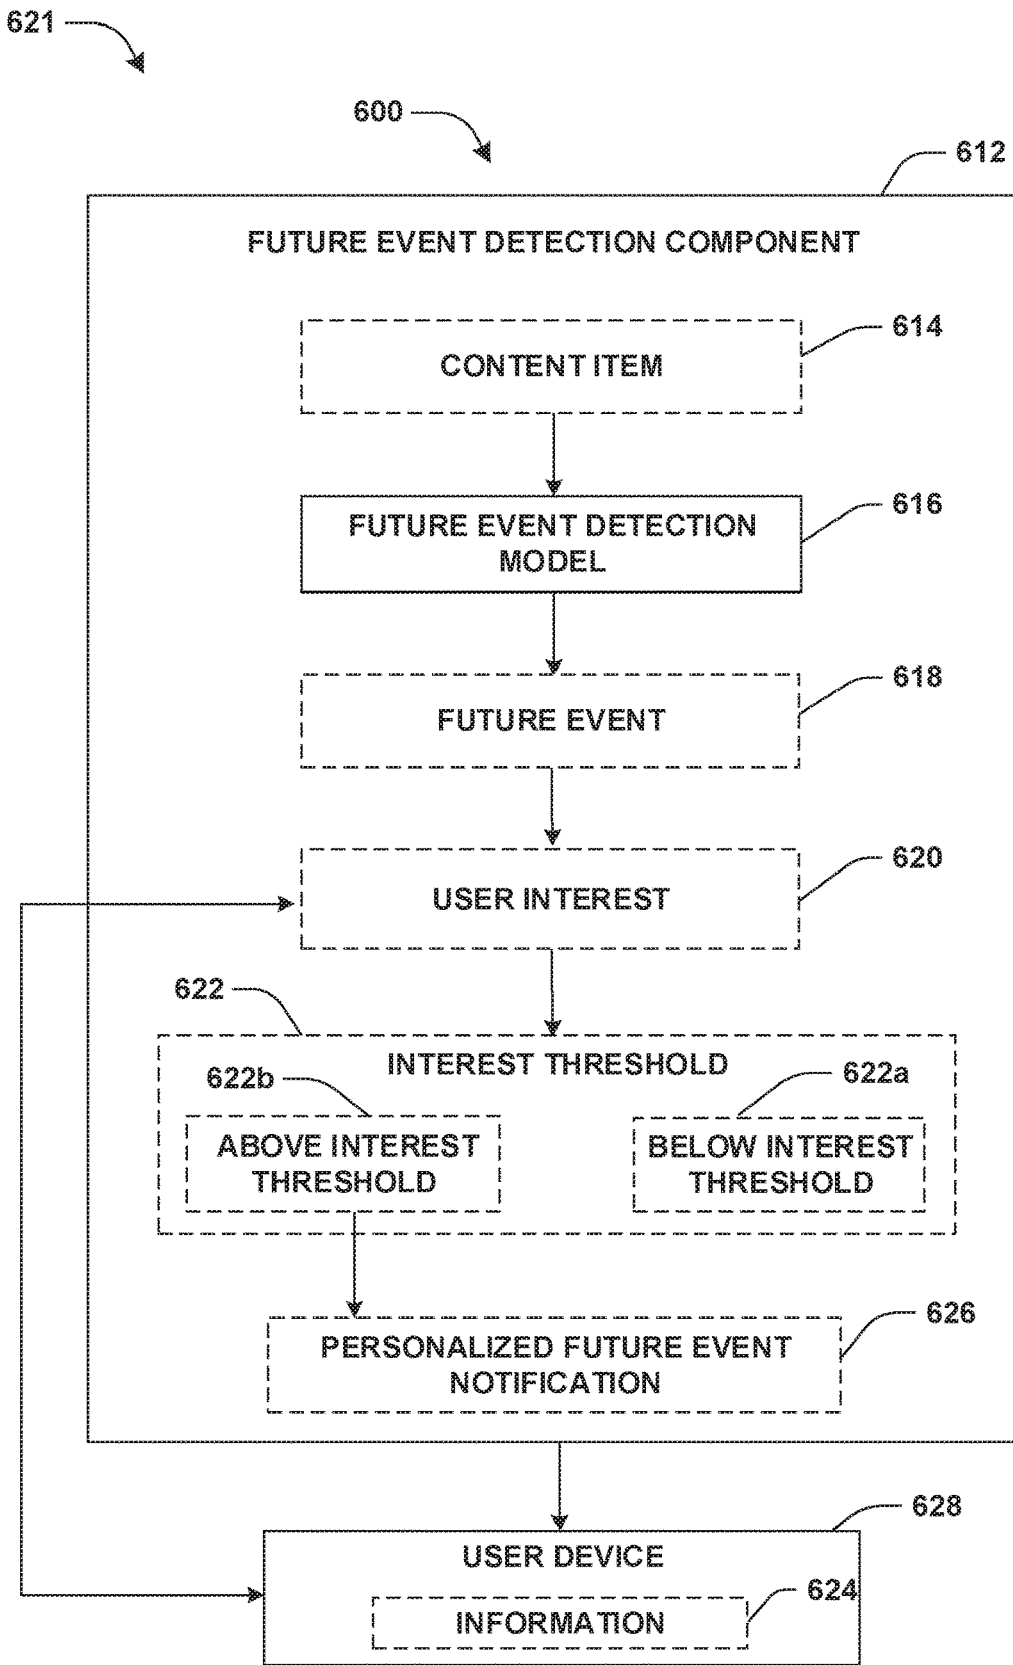 621
600
612
FUTURE EVENT DETECTION COMPONENT
614
CONTENT ITEM
616
FUTURE EVENT DETECTION
MODEL
618
FUTURE EVENT
620
USER INTEREST
622
INTEREST THRESHOLD
622b
622a
ABOVE INTEREST
THRESHOLD
BELOW INTEREST
THRESHOLD
626
PERSONALIZED FUTURE EVENT
NOTIFICATION
628
USER DEVICE
624
INFORMATION